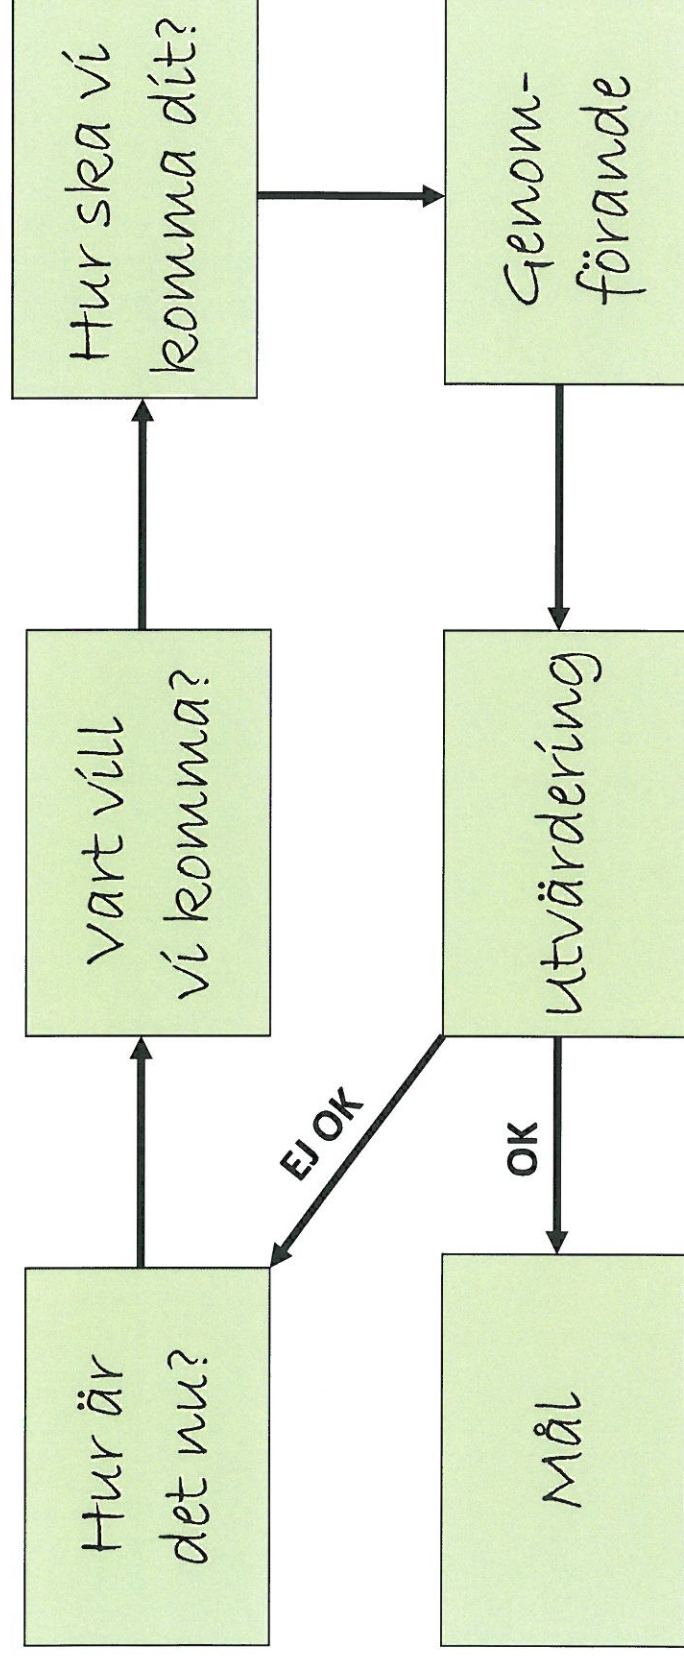 Hur är
det nu?
Vart vill
vi komma?
Hur ska vi
komma dit?
Genom-
förande
Utvärdering
EJ OK
OK
Mål